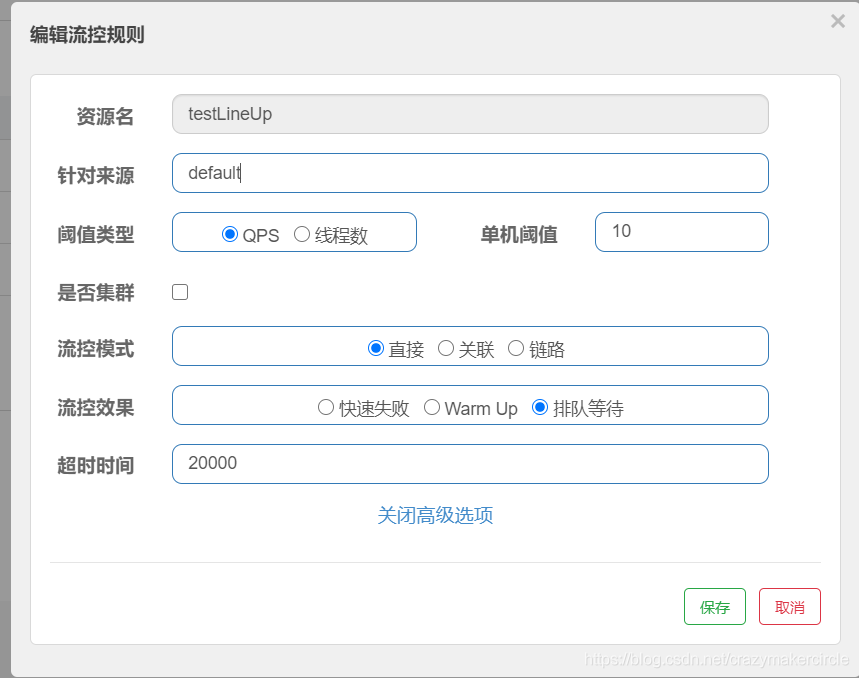 编辑流控规则 ×
资源名 testLineUp
针对来源 default
阈值类型 QPS 线程数 单机阈值 10
是否集群
流控模式 直接 关联 链路
流控效果 快速失败 Warm Up 排队等待
超时时间 20000
关闭高级选项
保存 取消
https://blog.csdn.net/crazymakercircle